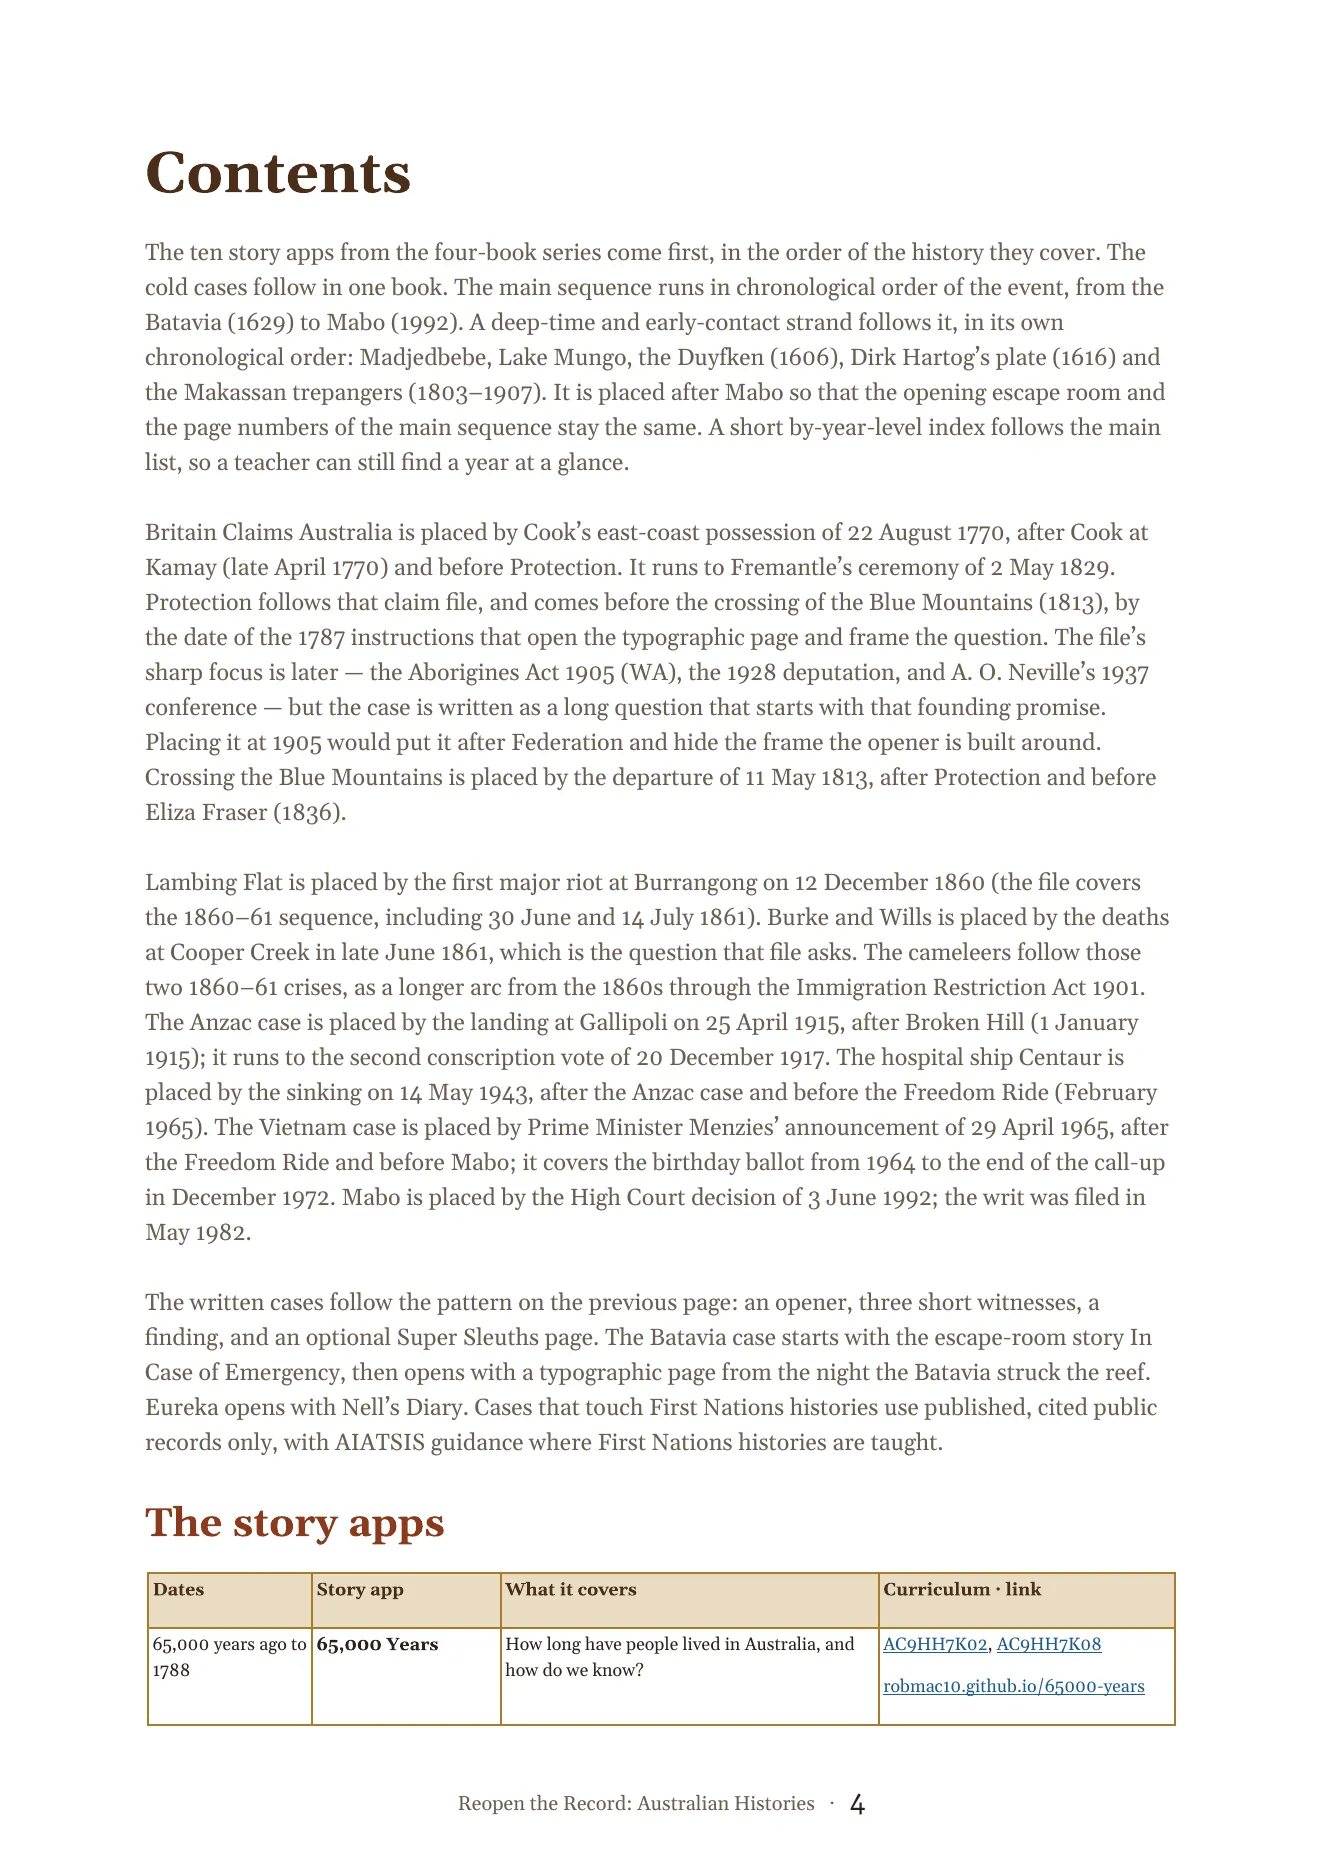 Contents
The ten story apps from the four-book series come first, in the order of the history they cover. The
cold cases follow in one book. The main sequence runs in chronological order of the event, from the
Batavia (1629) to Mabo (1992). A deep-time and early-contact strand follows it, in its own
chronological order: Madjedbebe, Lake Mungo, the Duyfken (1606), Dirk Hartog’s plate (1616) and
the Makassan trepangers (1803–1907). It is placed after Mabo so that the opening escape room and
the page numbers of the main sequence stay the same. A short by-year-level index follows the main
list, so a teacher can still find a year at a glance.
Britain Claims Australia is placed by Cook’s east-coast possession of 22 August 1770, after Cook at
Kamay (late April 1770) and before Protection. It runs to Fremantle’s ceremony of 2 May 1829.
Protection follows that claim file, and comes before the crossing of the Blue Mountains (1813), by
the date of the 1787 instructions that open the typographic page and frame the question. The file’s
sharp focus is later — the Aborigines Act 1905 (WA), the 1928 deputation, and A. O. Neville’s 1937
conference — but the case is written as a long question that starts with that founding promise.
Placing it at 1905 would put it after Federation and hide the frame the opener is built around.
Crossing the Blue Mountains is placed by the departure of 11 May 1813, after Protection and before
Eliza Fraser (1836).
Lambing Flat is placed by the first major riot at Burrangong on 12 December 1860 (the file covers
the 1860–61 sequence, including 30 June and 14 July 1861). Burke and Wills is placed by the deaths
at Cooper Creek in late June 1861, which is the question that file asks. The cameleers follow those
two 1860–61 crises, as a longer arc from the 1860s through the Immigration Restriction Act 1901.
The Anzac case is placed by the landing at Gallipoli on 25 April 1915, after Broken Hill (1 January
1915); it runs to the second conscription vote of 20 December 1917. The hospital ship Centaur is
placed by the sinking on 14 May 1943, after the Anzac case and before the Freedom Ride (February
1965). The Vietnam case is placed by Prime Minister Menzies’ announcement of 29 April 1965, after
the Freedom Ride and before Mabo; it covers the birthday ballot from 1964 to the end of the call-up
in December 1972. Mabo is placed by the High Court decision of 3 June 1992; the writ was filed in
May 1982.
The written cases follow the pattern on the previous page: an opener, three short witnesses, a
finding, and an optional Super Sleuths page. The Batavia case starts with the escape-room story In
Case of Emergency, then opens with a typographic page from the night the Batavia struck the reef.
Eureka opens with Nell’s Diary. Cases that touch First Nations histories use published, cited public
records only, with AIATSIS guidance where First Nations histories are taught.
The story apps
Dates Story app What it covers Curriculum · link
65,000 years ago to 1788
65,000 Years
How long have people lived in Australia, and
how do we know?
AC9HH7K02, AC9HH7K08
robmac10.github.io/65000-years
Reopen the Record: Australian Histories · 4